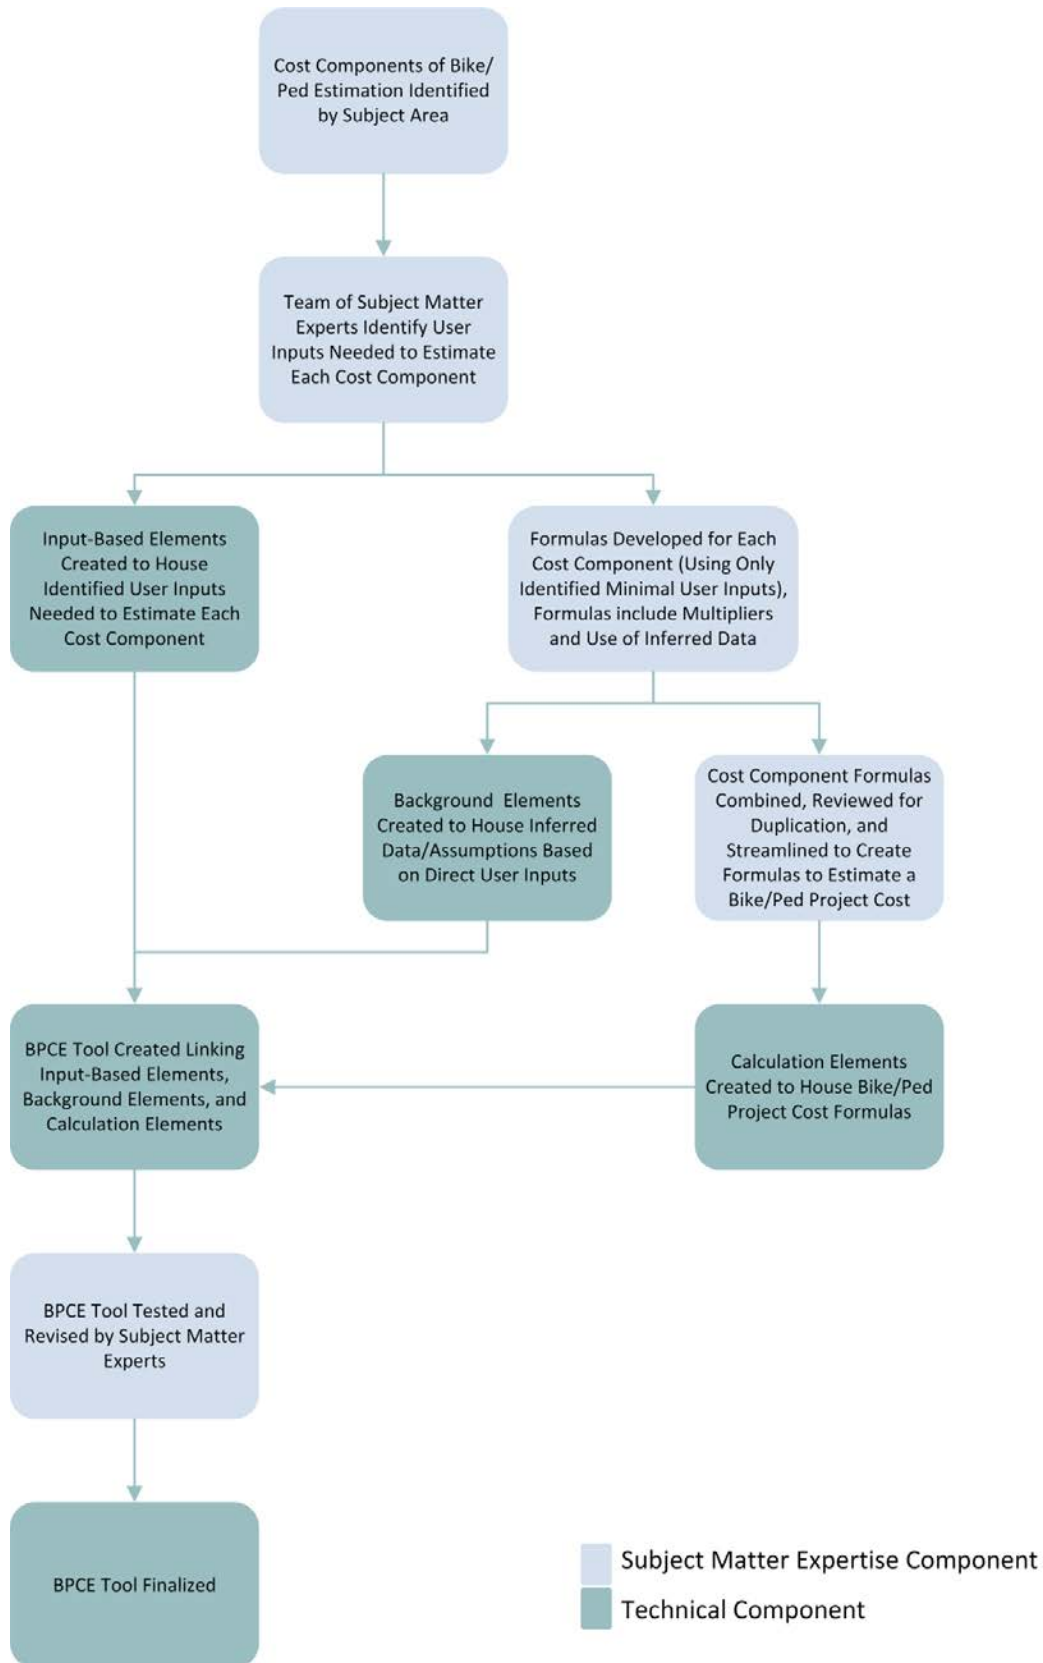 Cost Components of Bike/
Ped Estimation Identified
by Subject Area
Team of Subject Matter
Experts Identify User
Inputs Needed to Estimate
Each Cost Component
Input-Based Elements
Created to House
Identified User Inputs
Needed to Estimate Each
Cost Component
Formulas Developed for Each
Cost Component (Using Only
Identified Minimal User Inputs),
Formulas include Multipliers
and Use of Inferred Data
Background Elements
Created to House Inferred
Data/Assumptions Based
on Direct User Inputs
Cost Component Formulas
Combined, Reviewed for
Duplication, and
Streamlined to Create
Formulas to Estimate a
Bike/Ped Project Cost
BPCE Tool Created Linking
Input-Based Elements,
Background Elements, and
Calculation Elements
Calculation Elements
Created to House Bike/Ped
Project Cost Formulas
BPCE Tool Tested and
Revised by Subject Matter
Experts
BPCE Tool Finalized
Subject Matter Expertise Component
Technical Component